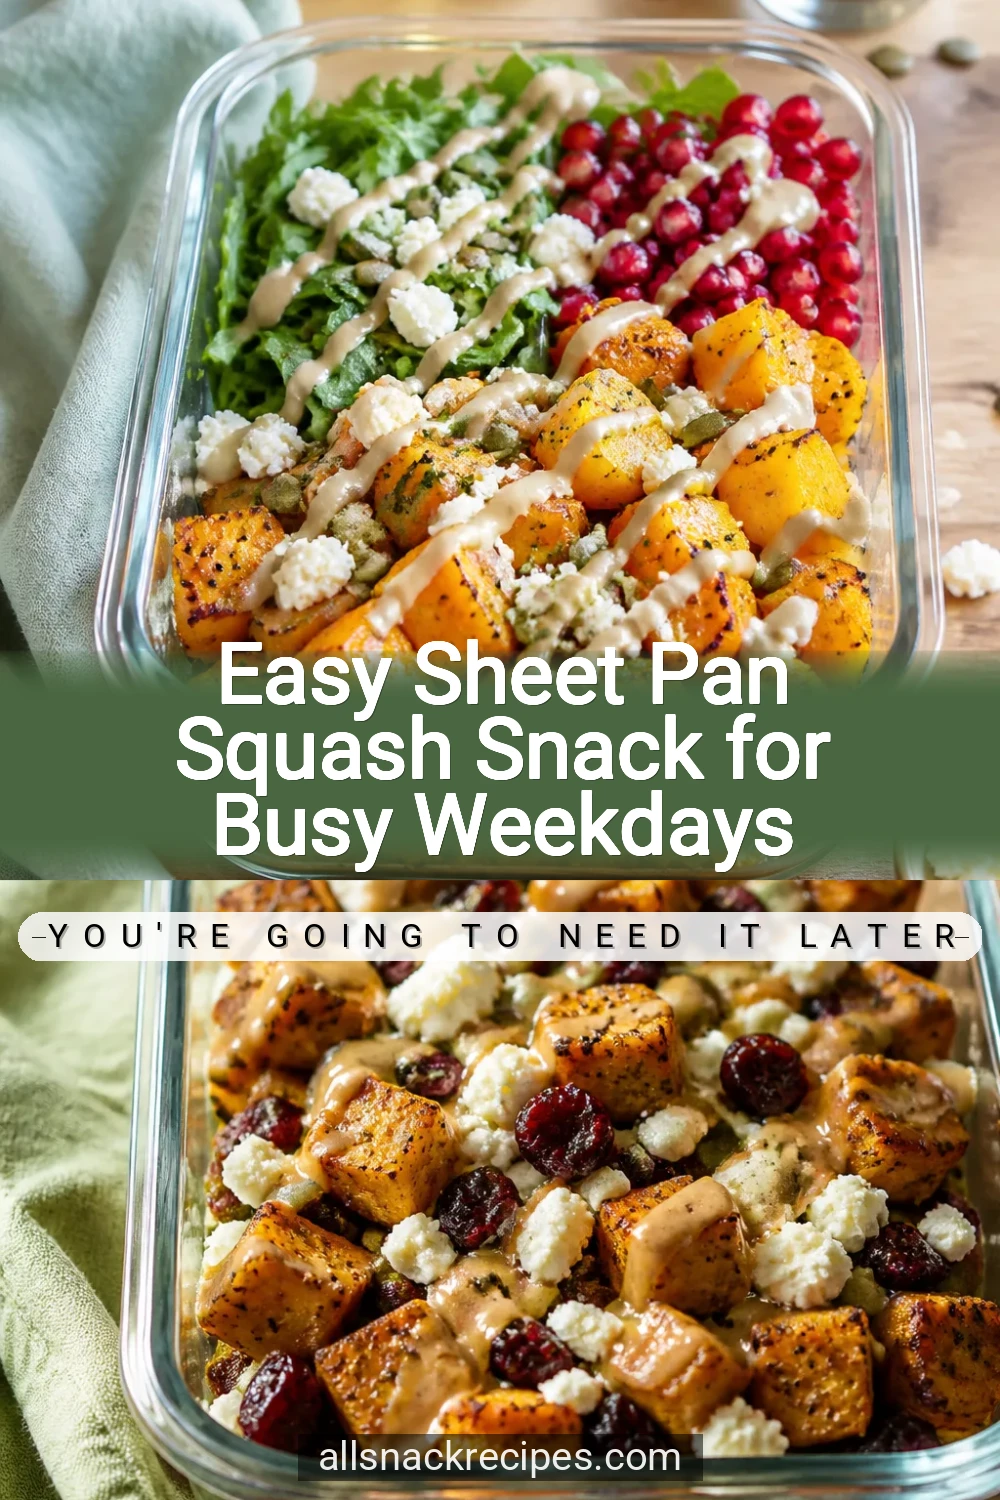 Easy Sheet Pan
Squash Snack for
Busy Weekdays
–YOU'RE GOING TO NEED IT LATER–
allsnackrecipes.com